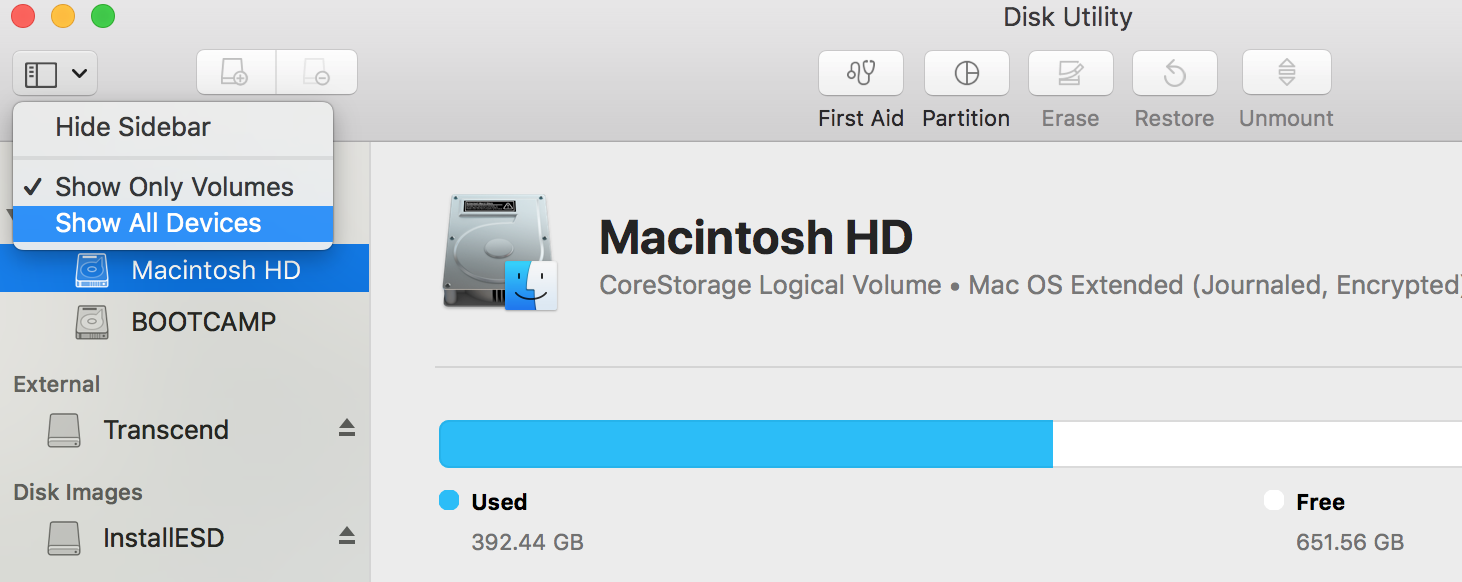 Disk Utility
First Aid
Partition
Erase
Restore
Unmount
Hide Sidebar
Show Only Volumes
Show All Devices
Macintosh HD
BOOTCAMP
External
Transcend
Disk Images
InstallESD
Macintosh HD
CoreStorage Logical Volume • Mac OS Extended (Journaled, Encrypted)
Used
392.44 GB
Free
651.56 GB